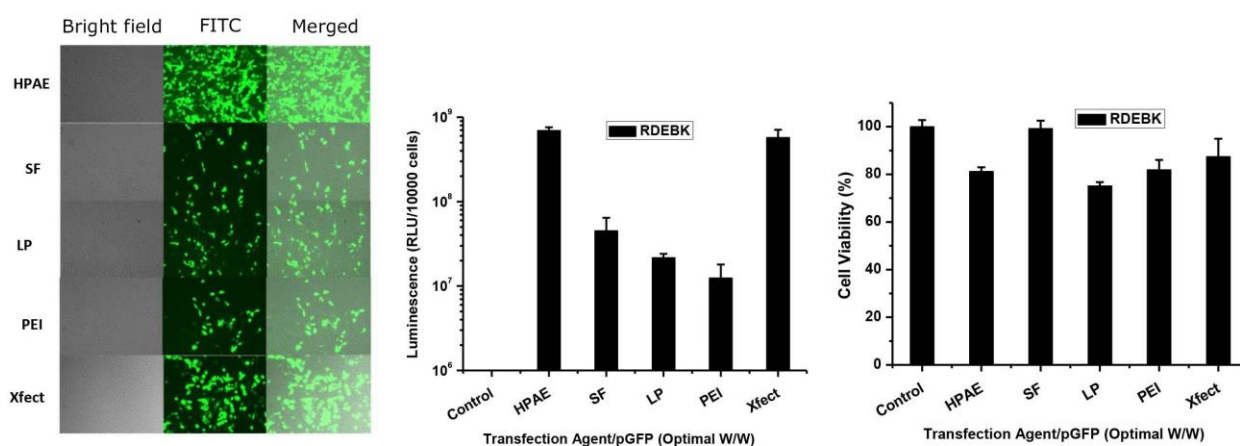 Bright field FITC Merged
HPAE
SF
LP
PEI
Xfect
Luminescence (RLU/10000 cells)
10⁹
10⁸
10⁷
10⁶
RDEBK
Control HPAE SF LP PEI Xfect
Transfection Agent/pGFP (Optimal W/W)
Cell Viability (%)
100
80
60
40
20
0
RDEBK
Control HPAE SF LP PEI Xfect
Transfection Agent/pGFP (Optimal W/W)